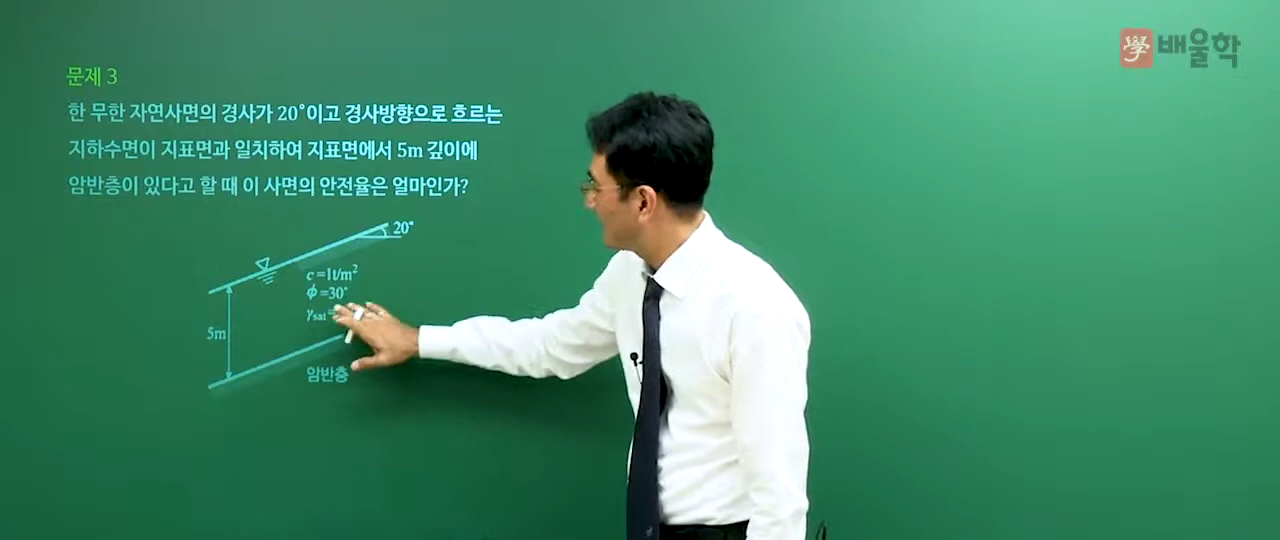 學 배울학
문제 3
한 무한 자연사면의 경사가 20°이고 경사방향으로 흐르는
지하수면이 지표면과 일치하여 지표면에서 5m 깊이에
암반층이 있다고 할 때 이 사면의 안전율은 얼마인가?
20°
c=1t/m²
ϕ=30°
γsat=
5m
암반층